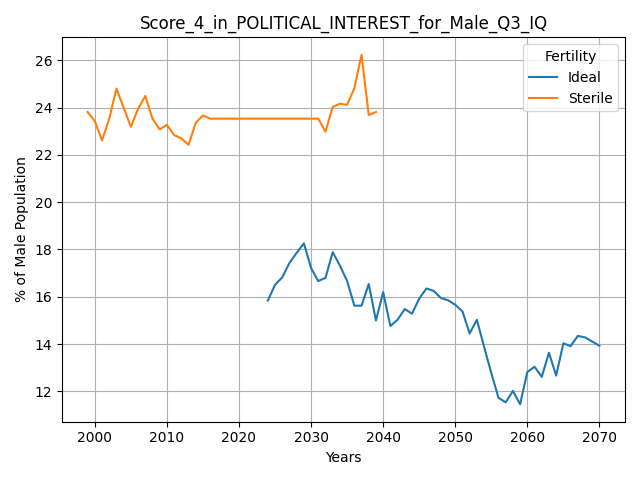 Score_4_in_POLITICAL_INTEREST_for_Male_Q3_IQ
Fertility
Ideal
Sterile
% of Male Population
26
24
22
20
18
16
14
12
2000 2010 2020 2030 2040 2050 2060 2070
Years